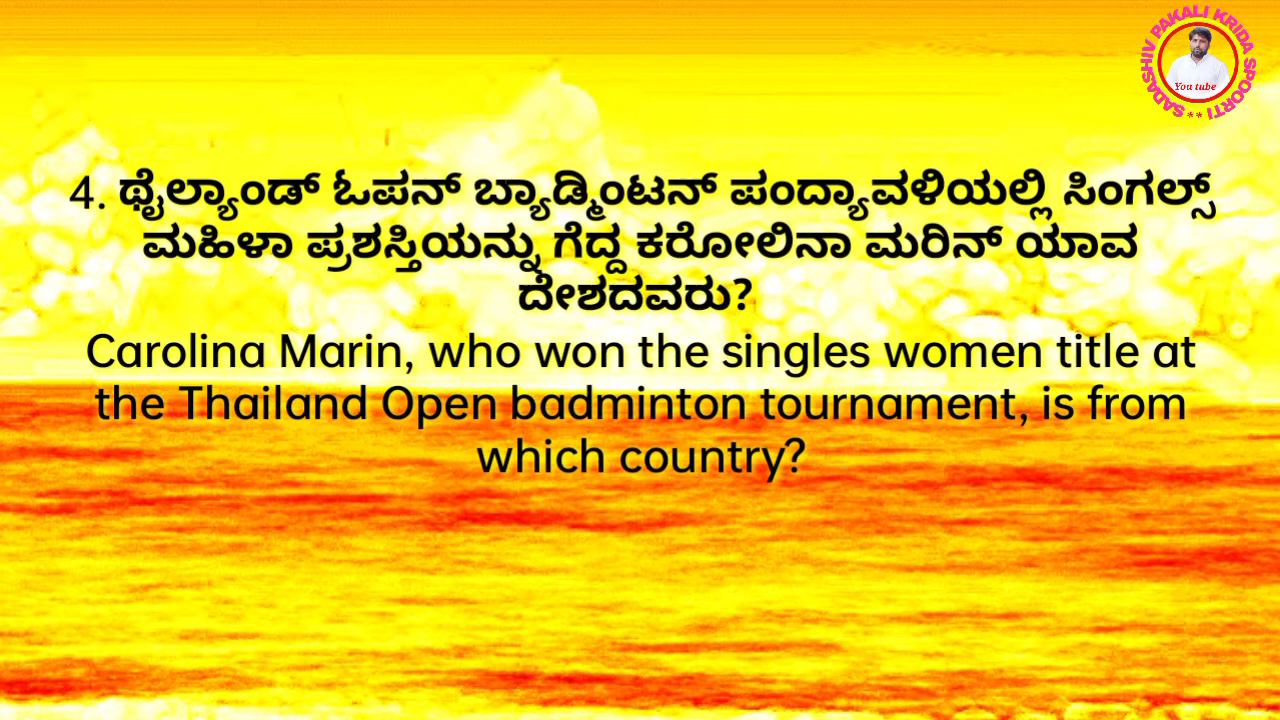 SADASHIV PAKALI KRIDA SPOORTI **
You tube
4. ಥೈಲ್ಯಾಂಡ್ ಓಪನ್ ಬ್ಯಾಡ್ಮಿಂಟನ್ ಪಂದ್ಯಾವಳಿಯಲ್ಲಿ ಸಿಂಗಲ್ಸ್
ಮಹಿಳಾ ಪ್ರಶಸ್ತಿಯನ್ನು ಗೆದ್ದ ಕರೋಲಿನಾ ಮರಿನ್ ಯಾವ
ದೇಶದವರು?
Carolina Marin, who won the singles women title at
the Thailand Open badminton tournament, is from
which country?